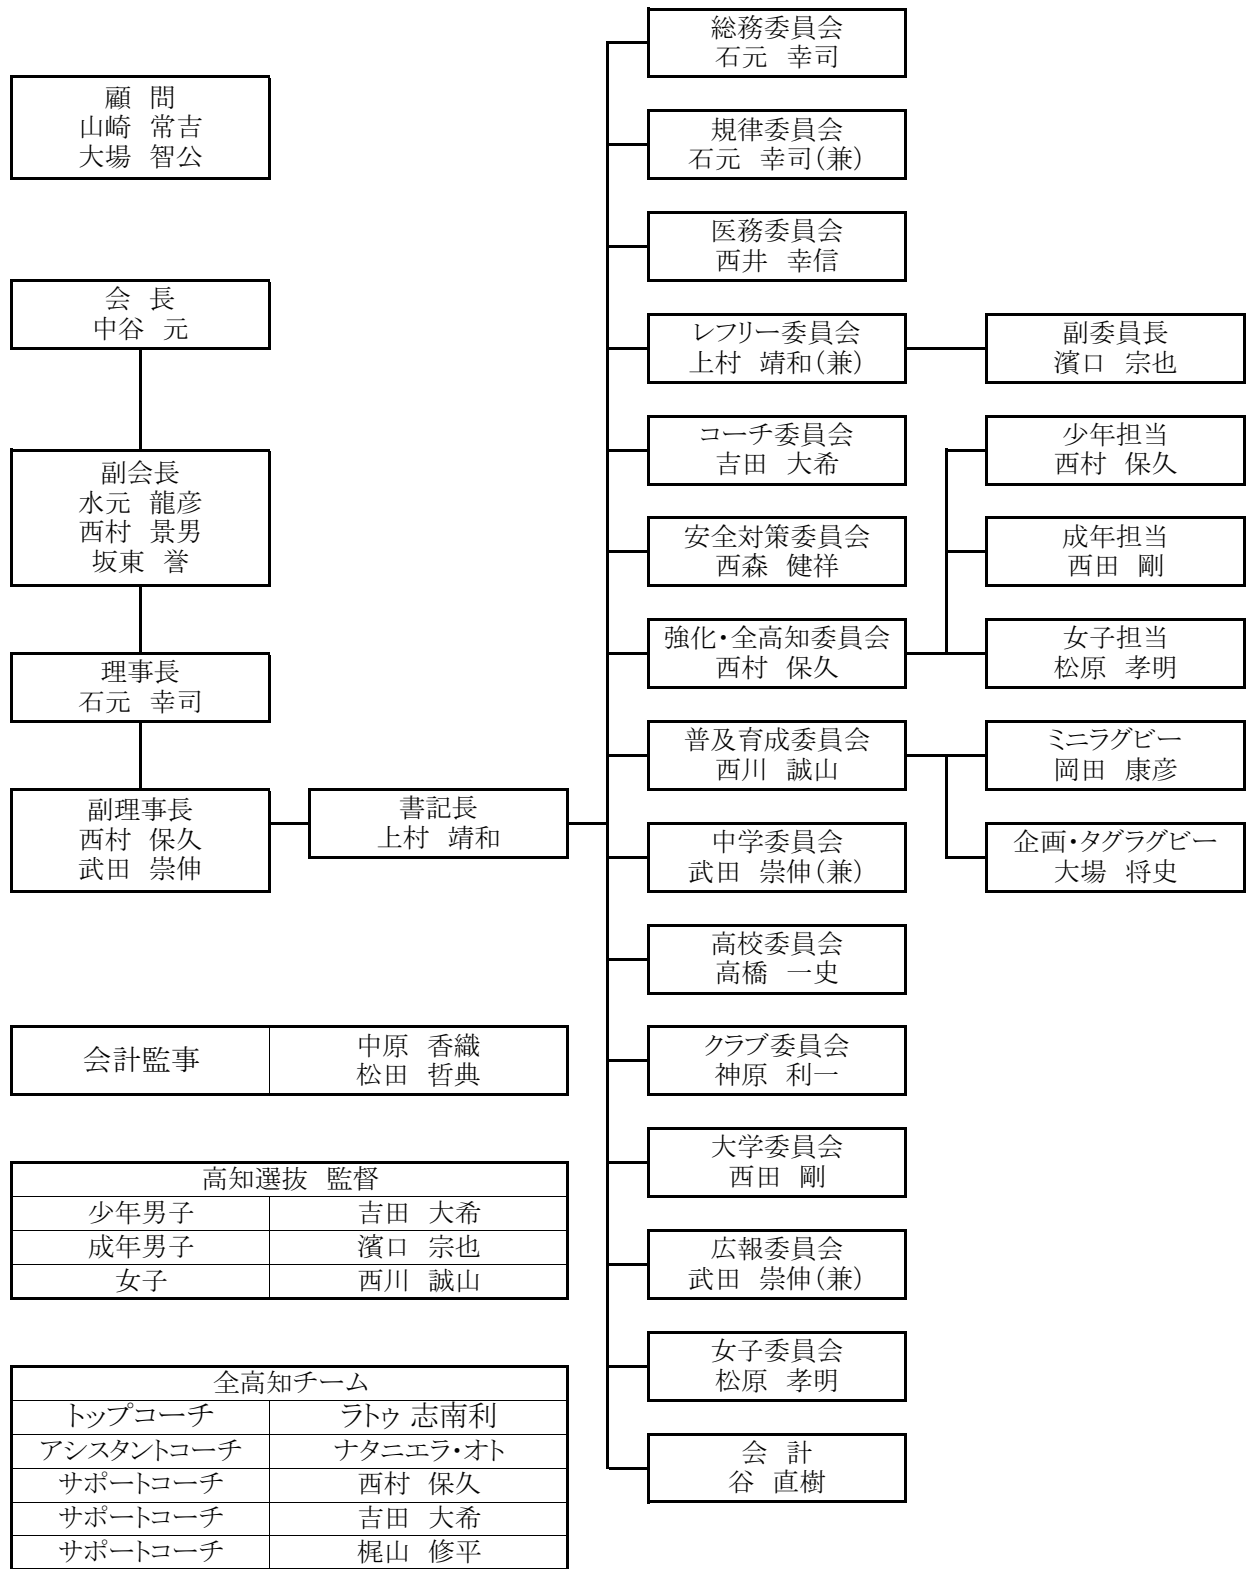 顧　問
山崎　常吉
大場　智公
会　長
中谷　元
副会長
水元　龍彦
西村　景男
坂東　誉
理事長
石元　幸司
副理事長
西村　保久
武田　崇伸
書記長
上村　靖和
総務委員会
石元　幸司
規律委員会
石元　幸司(兼)
医務委員会
西井　幸信
レフリー委員会
上村　靖和(兼)
副委員長
濱口　宗也
コーチ委員会
吉田　大希
安全対策委員会
西森　健祥
強化・全高知委員会
西村　保久
少年担当
西村　保久
成年担当
西田　剛
女子担当
松原　孝明
普及育成委員会
西川　誠山
ミニラグビー
岡田　康彦
企画・タグラグビー
大場　将史
中学委員会
武田　崇伸(兼)
高校委員会
高橋　一史
クラブ委員会
神原　利一
大学委員会
西田　剛
広報委員会
武田　崇伸(兼)
女子委員会
松原　孝明
会　計
谷　直樹
会計監事
中原　香織
松田　哲典
高知選抜　監督
少年男子　吉田　大希
成年男子　濱口　宗也
女子　西川　誠山
全高知チーム
トップコーチ　ラトゥ 志南利
アシスタントコーチ　ナタニエラ・オト
サポートコーチ　西村　保久
サポートコーチ　吉田　大希
サポートコーチ　梶山　修平